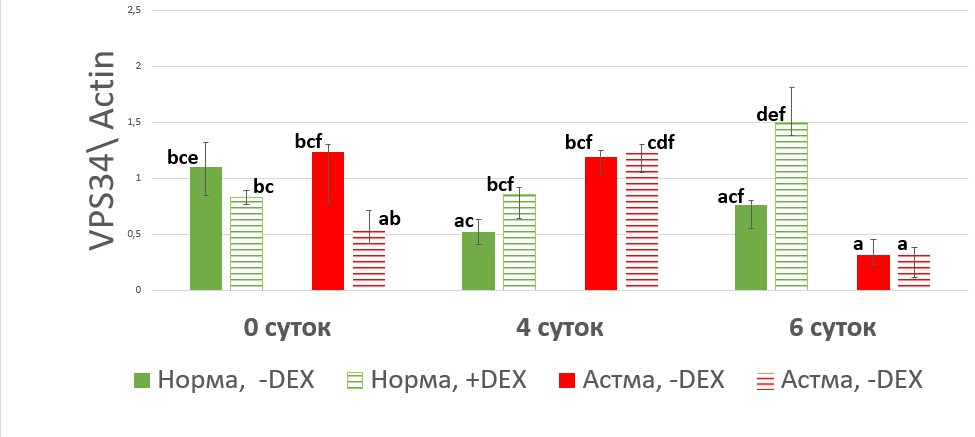 2,5
2
1,5
1
0,5
0
VPS34\ Actin
bce
bc
bcf
ab
ac
bcf
bcf
cdf
acf
def
a
a
0 суток
4 суток
6 суток
Норма, -DEX
Норма, +DEX
Астма, -DEX
Астма, -DEX